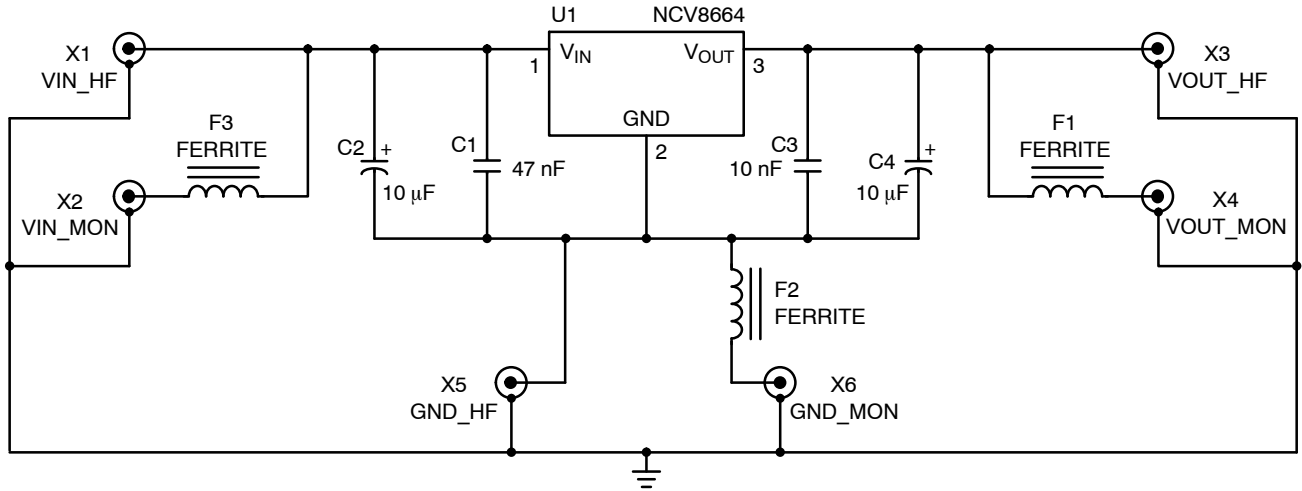 U1
NCV8664
X1
VIN_HF
VIN
1
VOUT
3
X3
VOUT_HF
GND
2
F3
FERRITE
C2
+
10 μF
C1
47 nF
C3
10 nF
C4
+
10 μF
F1
FERRITE
X2
VIN_MON
X4
VOUT_MON
F2
FERRITE
X5
GND_HF
X6
GND_MON